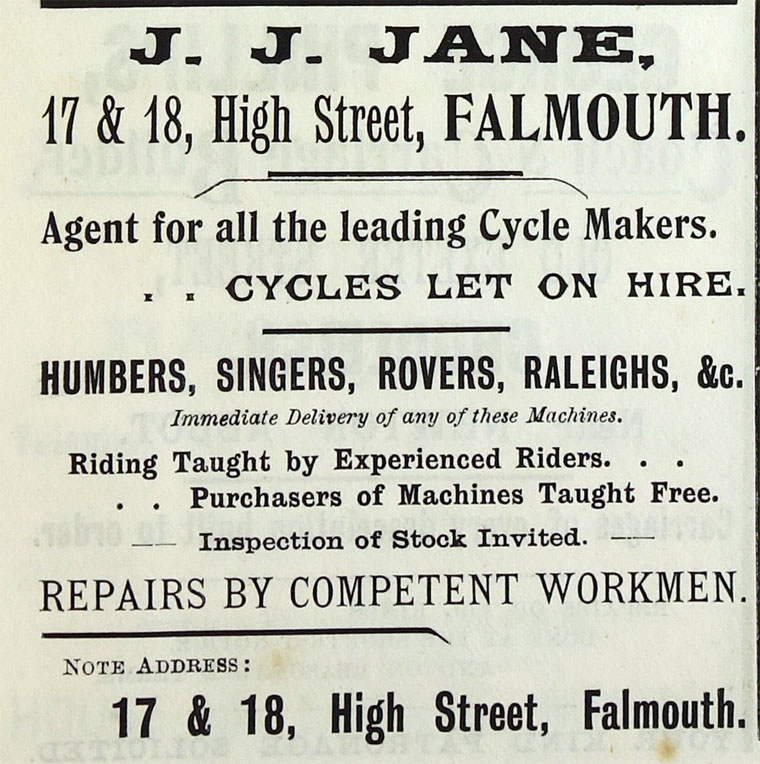 J. J. JANE,
17 & 18, High Street, FALMOUTH.
Agent for all the leading Cycle Makers.
. . CYCLES LET ON HIRE.
HUMBERS, SINGERS, ROVERS, RALEIGHS, &c.
Immediate Delivery of any of these Machines.
Riding Taught by Experienced Riders. . .
. . Purchasers of Machines Taught Free.
— Inspection of Stock Invited. —
REPAIRS BY COMPETENT WORKMEN.
NOTE ADDRESS:
17 & 18, High Street, Falmouth.